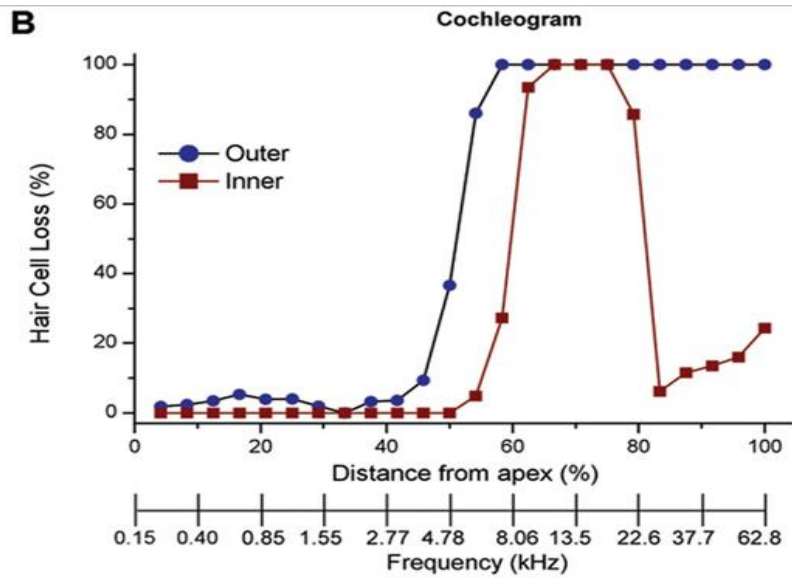 B
Cochleogram
Hair Cell Loss (%)
100
80
60
40
20
0
Outer
Inner
0 20 40 60 80 100
Distance from apex (%)
0.15 0.40 0.85 1.55 2.77 4.78 8.06 13.5 22.6 37.7 62.8
Frequency (kHz)